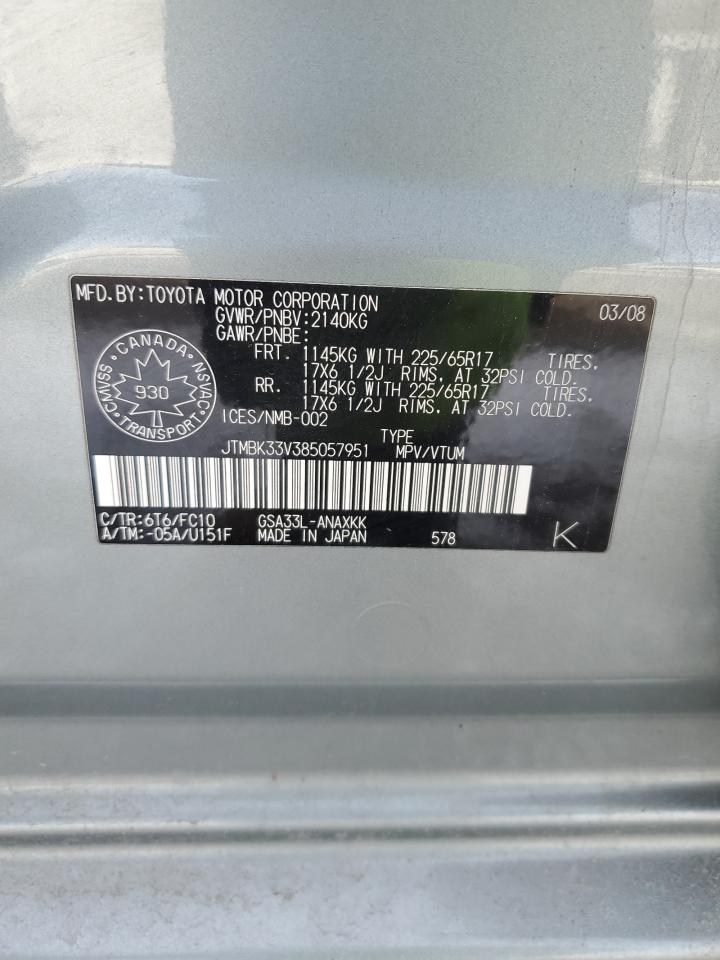 MFD.BY:TOYOTA MOTOR CORPORATION 03/08
GVWR/PNBV:2140KG
GAWR/PNBE:
FRT. 1145KG WITH 225/65R17 TIRES,
17X6 1/2J RIMS, AT 32PSI COLD.
RR. 1145KG WITH 225/65R17 TIRES,
17X6 1/2J RIMS, AT 32PSI COLD.
CANADA
CMVSS 930 NSVAC
TRANSPORT
ICES/NMB-002
TYPE
JTMBK33V385057951 MPV/VTUM
C/TR:6T6/FC10 GSA33L-ANAXKK
A/TM:-05A/U151F MADE IN JAPAN 578 K